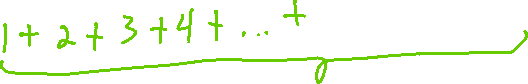 1 + 2 + 3 + 4 + ... +